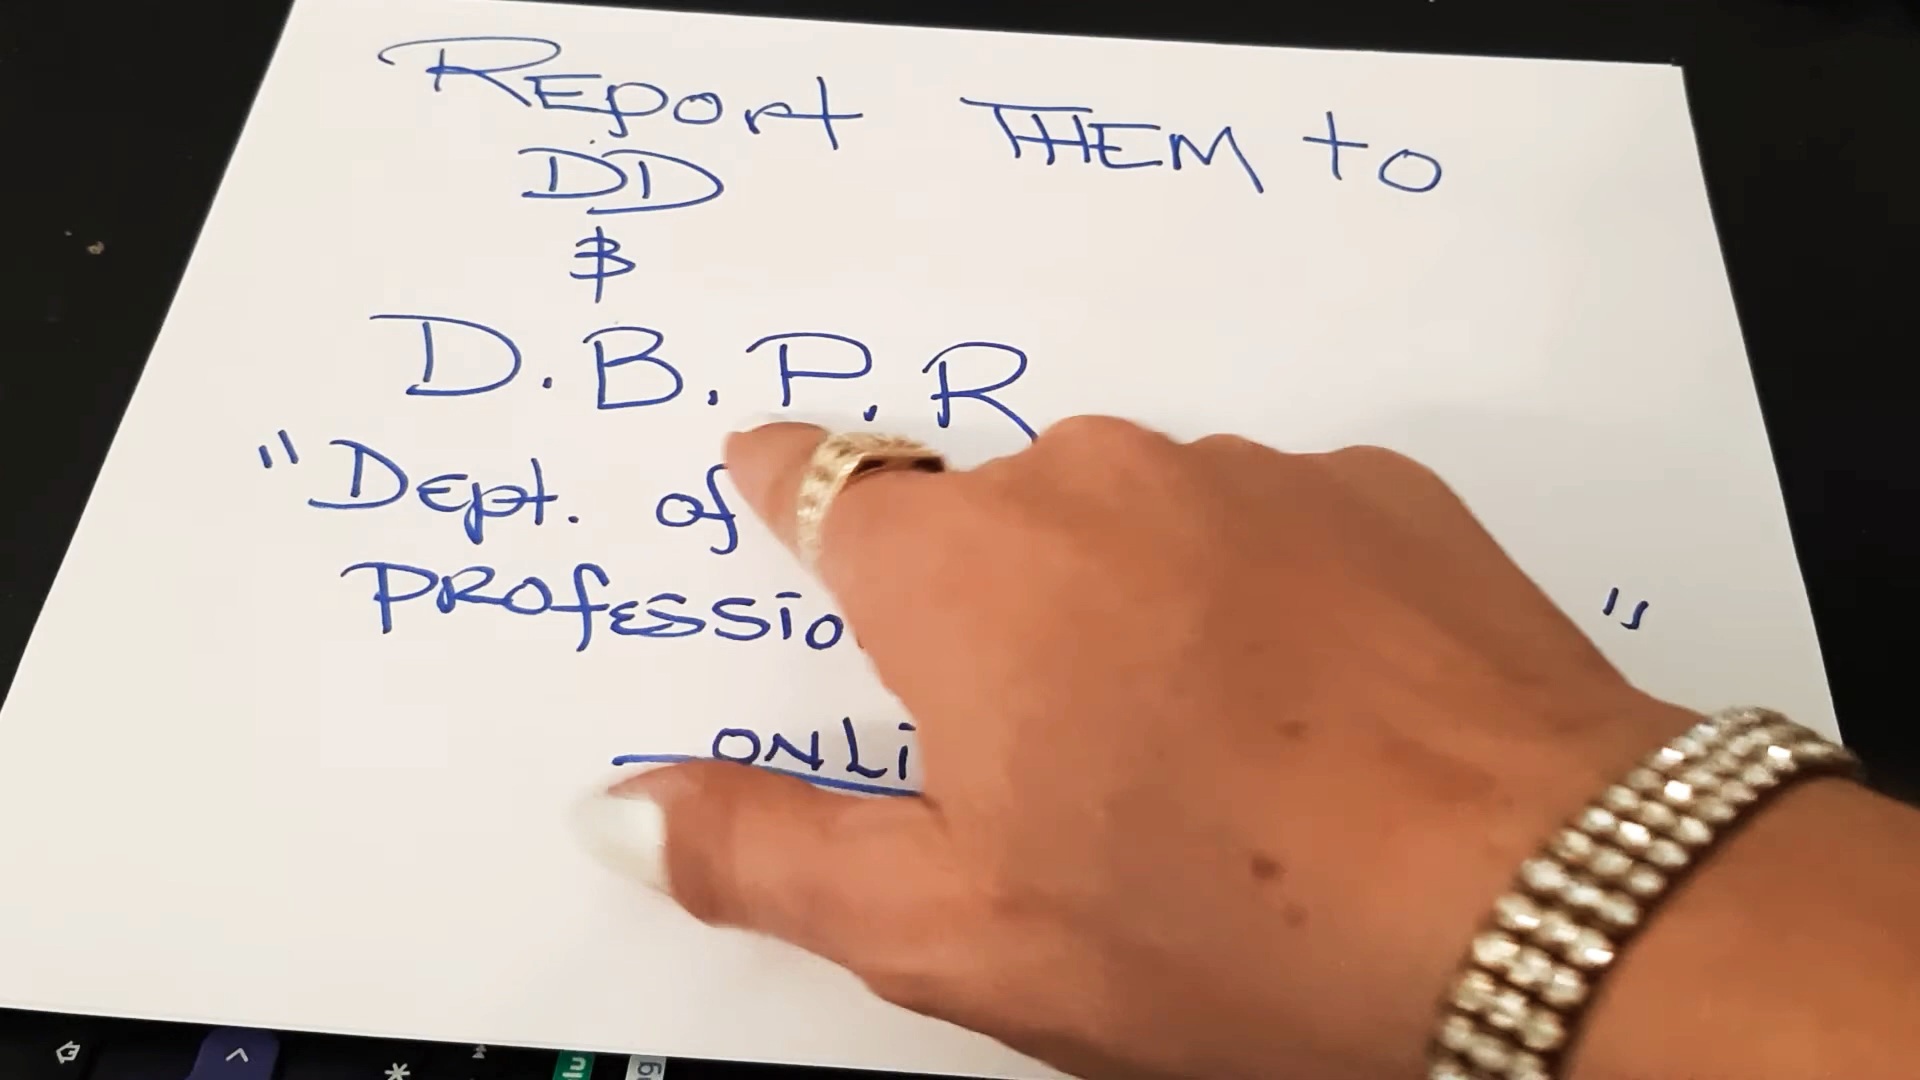 REPort THEM to
DD
&
D.B.P.R
"Dept. of
PROfessio "
ONLi